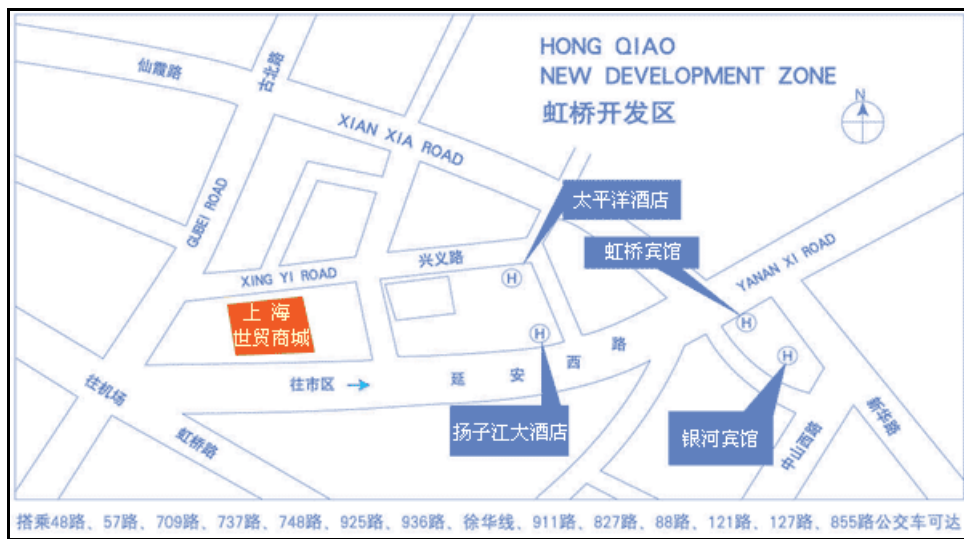 HONG QIAO
NEW DEVELOPMENT ZONE
虹桥开发区
N
仙霞路
古北路
XIAN XIA ROAD
GUBEI ROAD
太平洋酒店
虹桥宾馆
YANAN XI ROAD
兴义路
XING YI ROAD
H
H
H
H
上海
世贸商城
往市区
延安西路
往机场
虹桥路
扬子江大酒店
银河宾馆
中山西路
新华路
搭乘48路、57路、709路、737路、748路、925路、936路、徐华线、911路、827路、88路、121路、127路、855路公交车可达